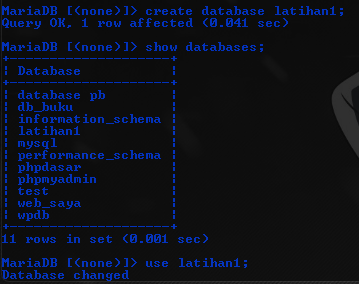 MariaDB [(none)]> create database latihan1;
Query OK, 1 row affected (0.041 sec)
MariaDB [(none)]> show databases;
+--------------------+
| Database           |
+--------------------+
| database pb        |
| db_buku            |
| information_schema |
| latihan1           |
| mysql              |
| performance_schema |
| phpdasar           |
| phpmyadmin         |
| test               |
| web_saya           |
| wpdb               |
+--------------------+
11 rows in set (0.001 sec)
MariaDB [(none)]> use latihan1;
Database changed